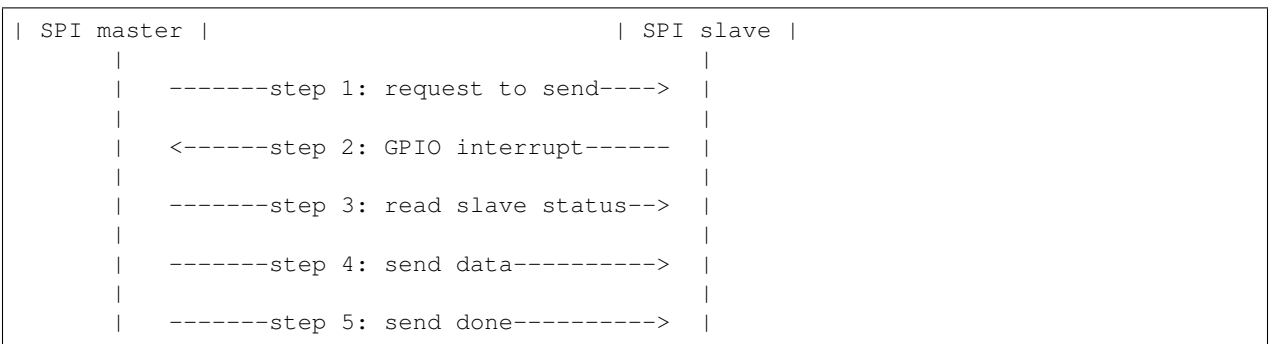 | SPI master |                                 | SPI slave |
       |                                               |
       |   -------step 1: request to send---->  |
       |                                               |
       |   <------step 2: GPIO interrupt------  |
       |                                               |
       |   -------step 3: read slave status-->  |
       |                                               |
       |   -------step 4: send data---------->  |
       |                                               |
       |   -------step 5: send done---------->  |